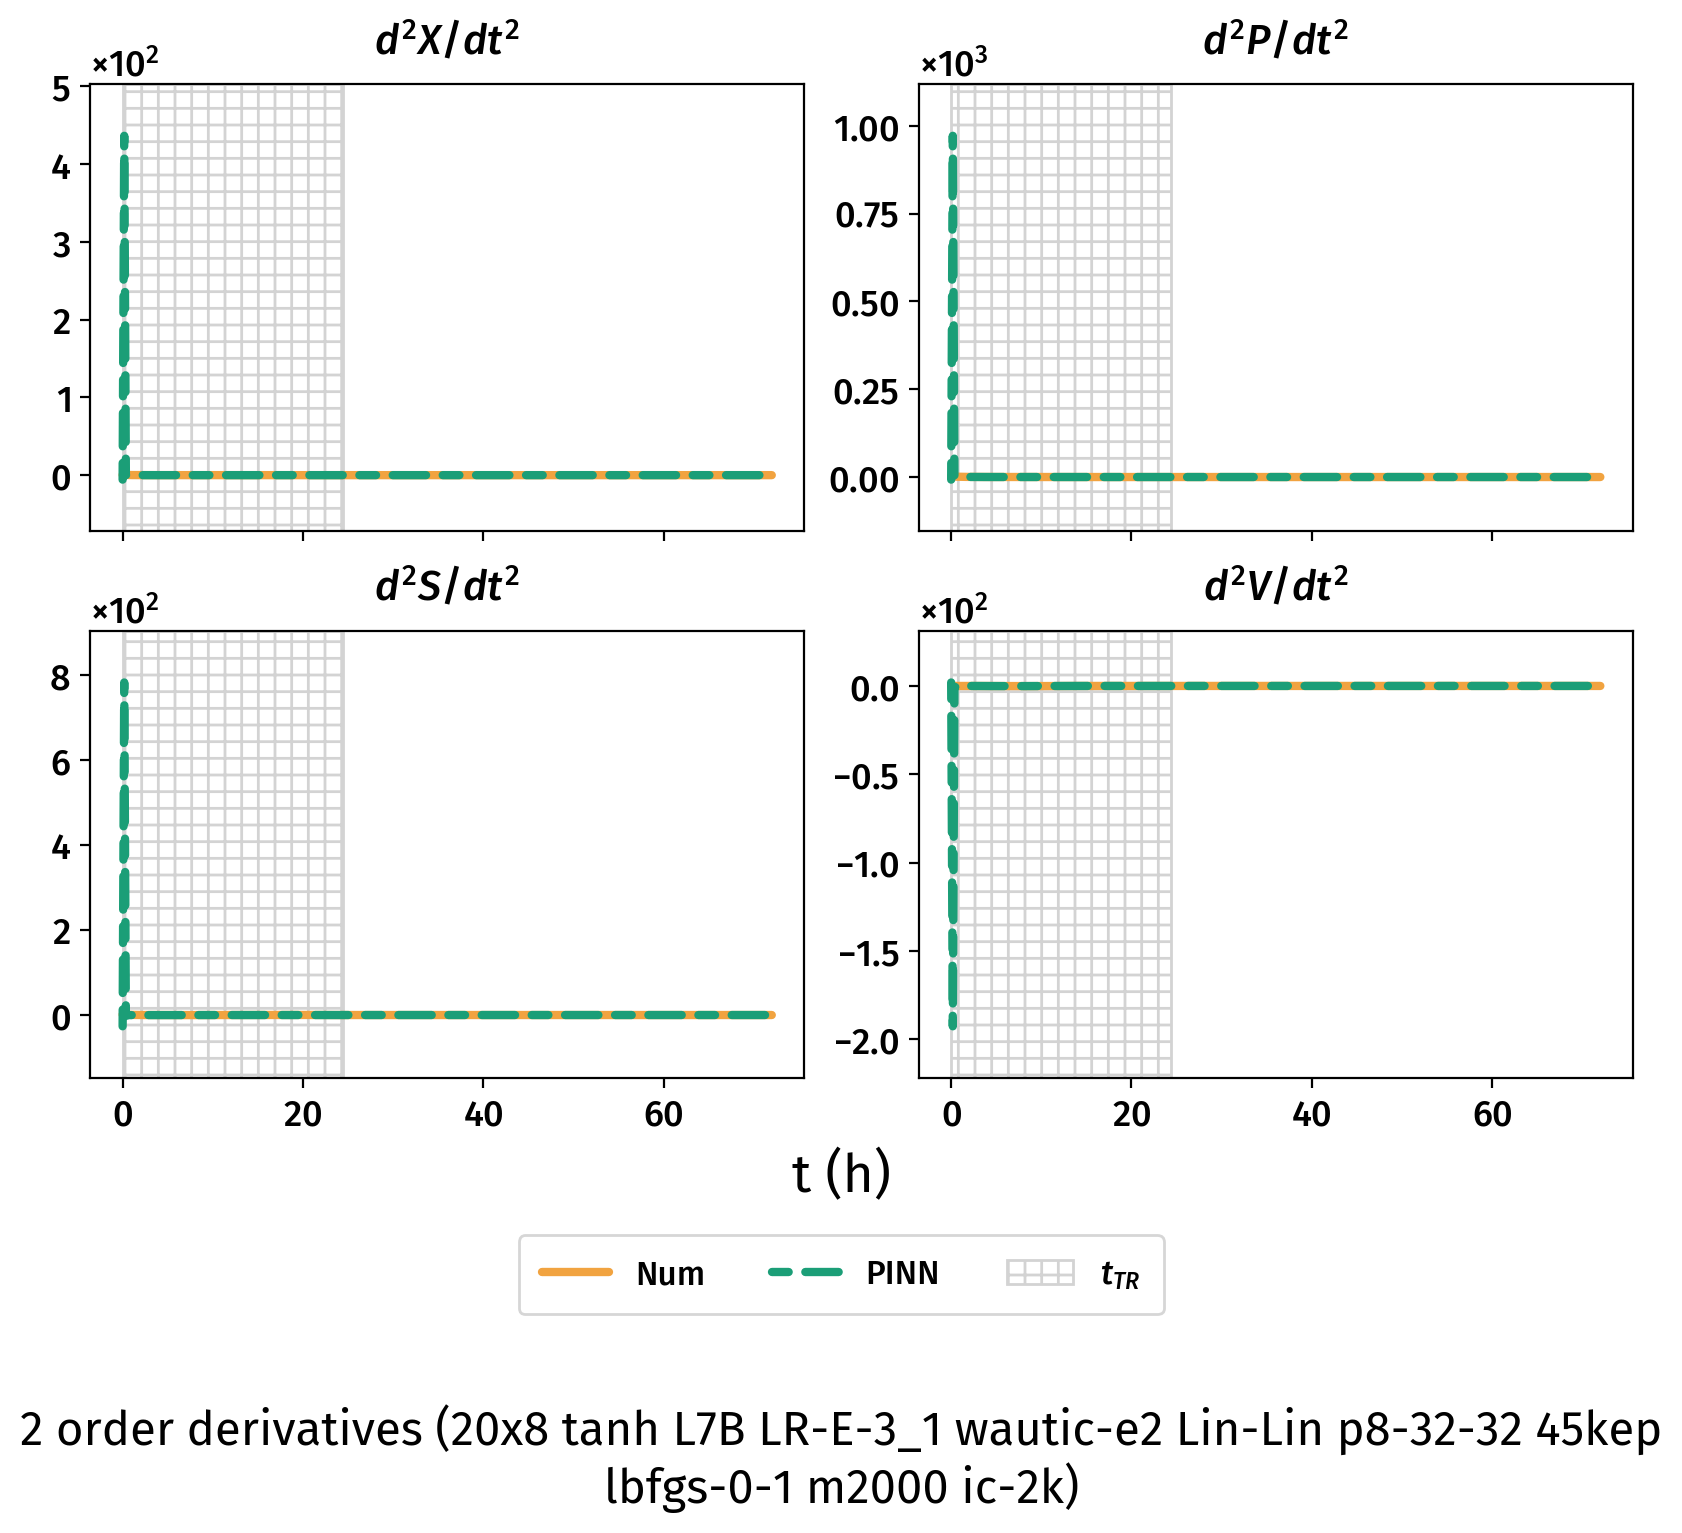 d²X/dt²
×10²
5
4
3
2
1
0
d²P/dt²
×10³
1.00
0.75
0.50
0.25
0.00
d²S/dt²
×10²
8
6
4
2
0
0 20 40 60
d²V/dt²
×10²
0.0
−0.5
−1.0
−1.5
−2.0
0 20 40 60
t (h)
Num PINN t_TR
2 order derivatives (20x8 tanh L7B LR-E-3_1 wautic-e2 Lin-Lin p8-32-32 45kep
lbfgs-0-1 m2000 ic-2k)